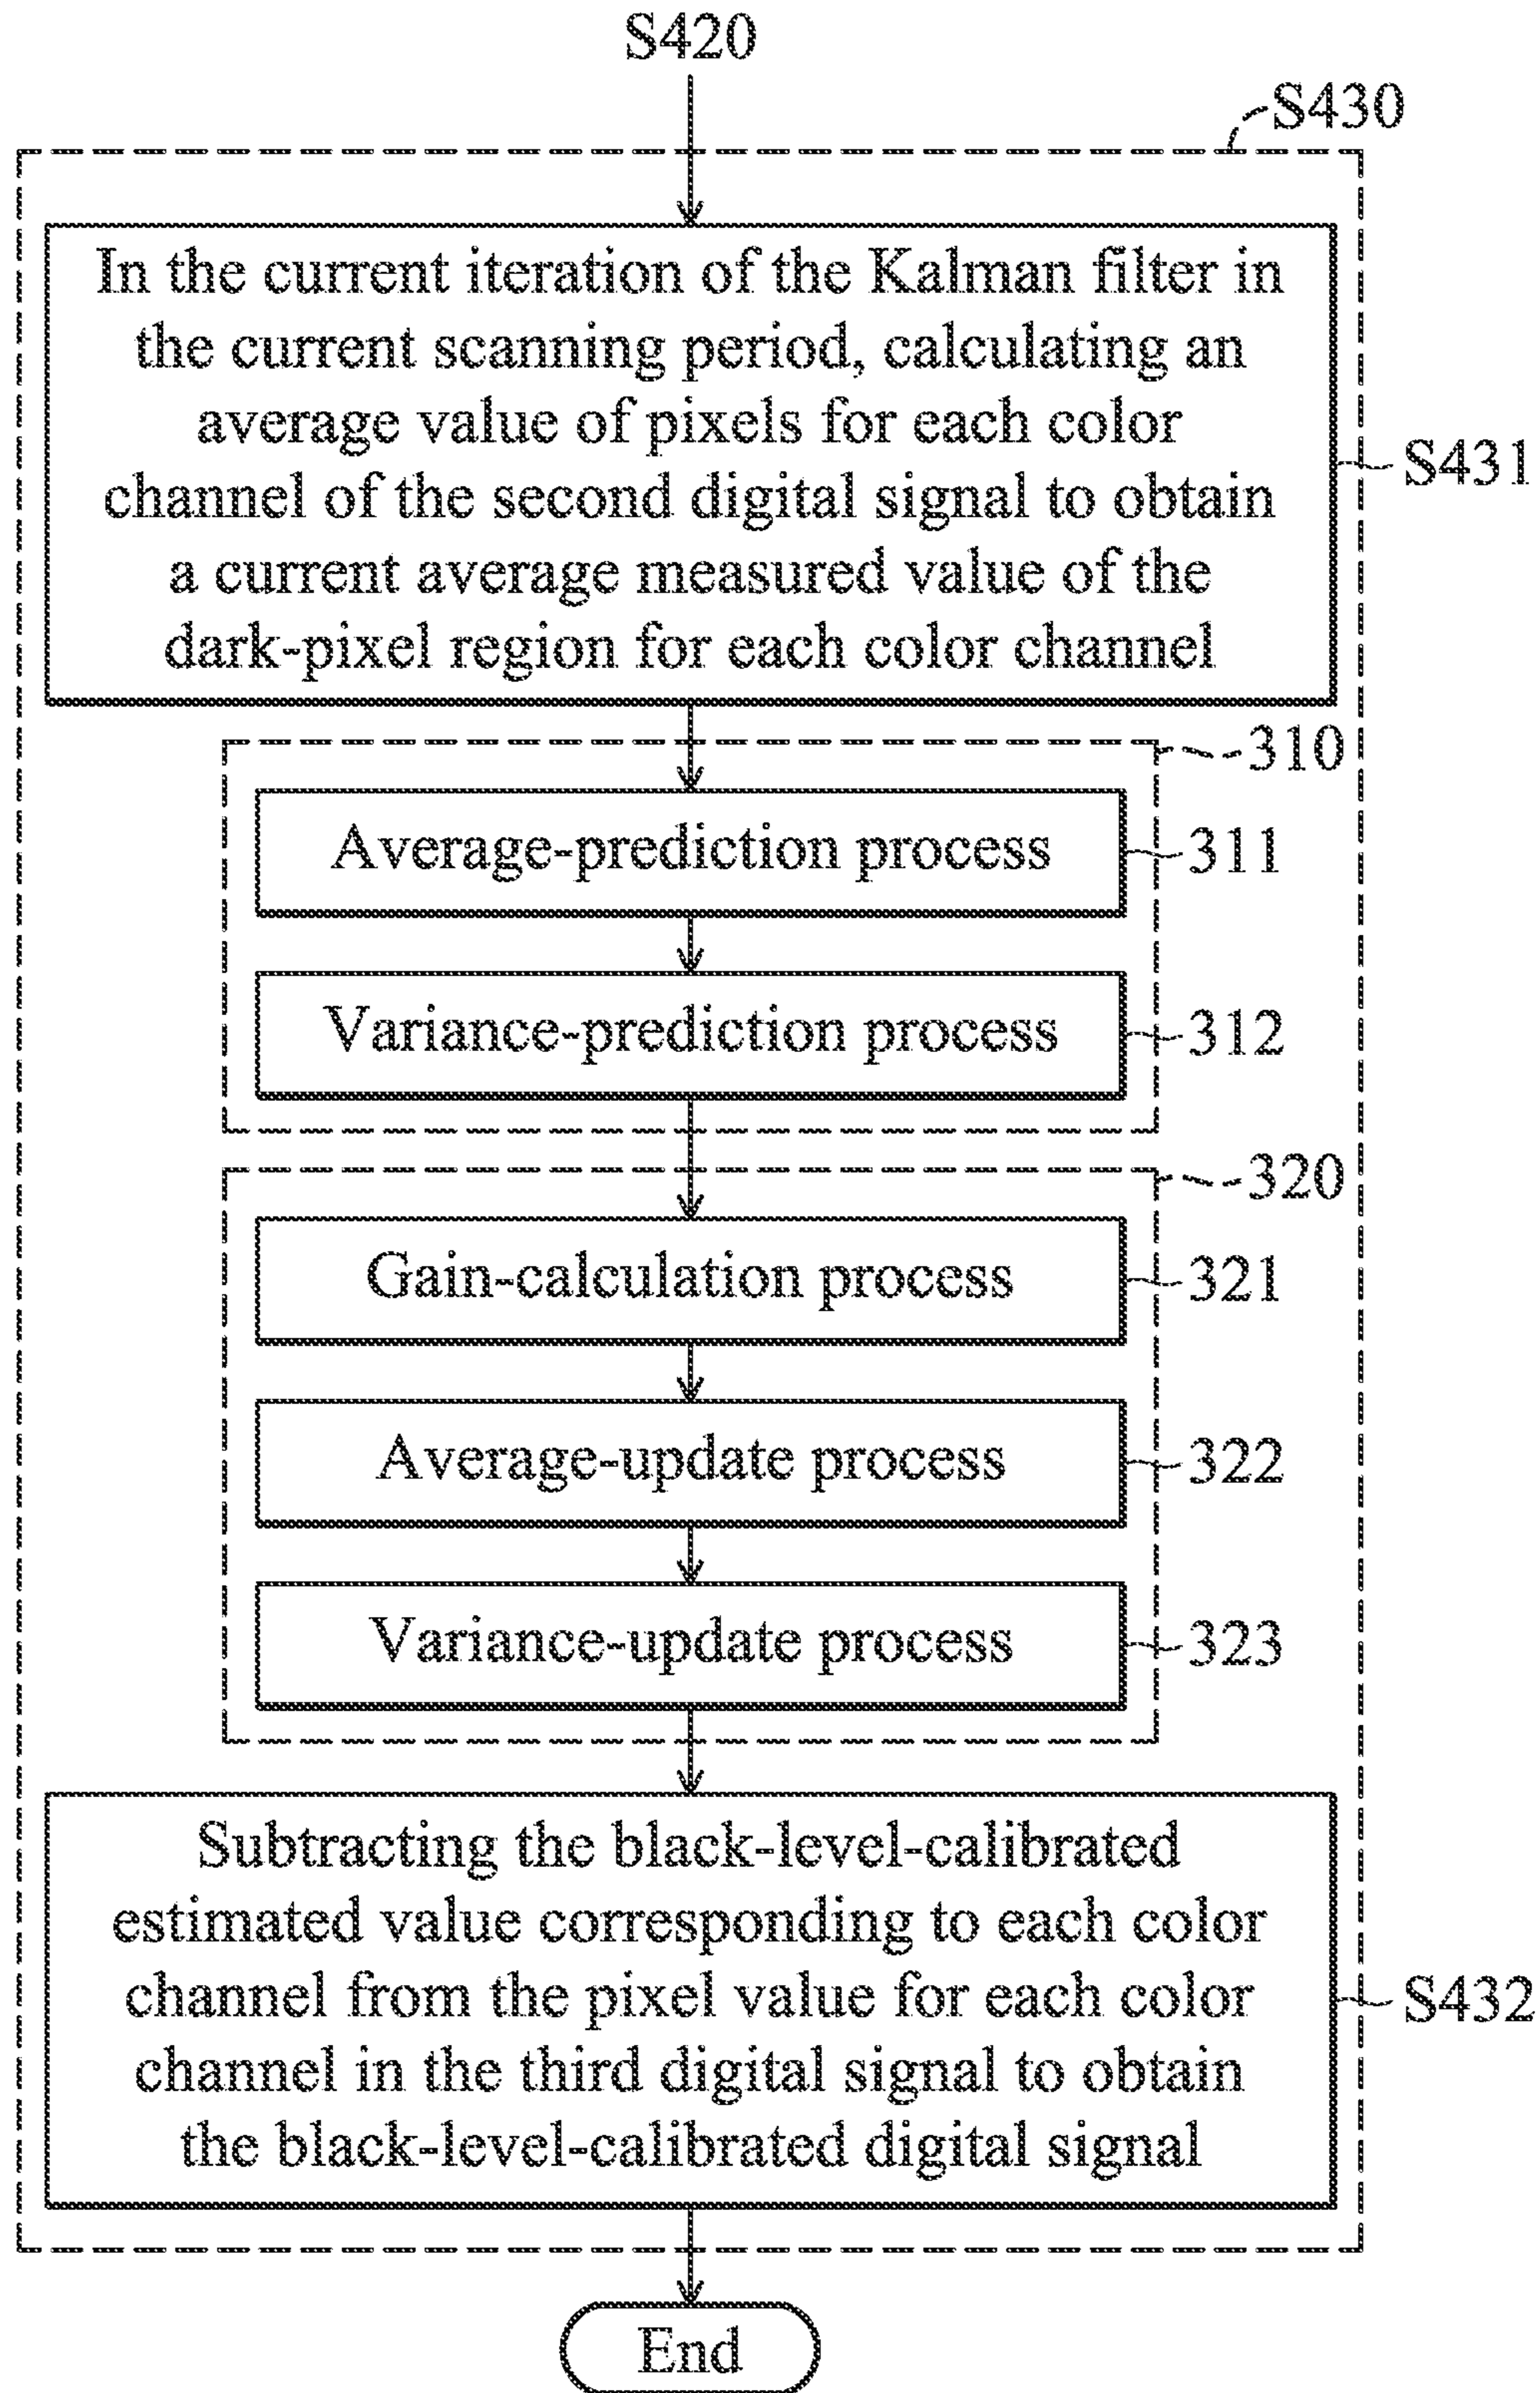 S420
S430
In the current iteration of the Kalman filter in
the current scanning period, calculating an
average value of pixels for each color
channel of the second digital signal to obtain
a current average measured value of the
dark-pixel region for each color channel
S431
310
Average-prediction process
311
Variance-prediction process
312
320
Gain-calculation process
321
Average-update process
322
Variance-update process
323
Subtracting the black-level-calibrated
estimated value corresponding to each color
channel from the pixel value for each color
channel in the third digital signal to obtain
the black-level-calibrated digital signal
S432
End